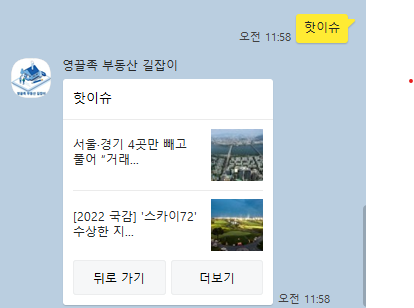 오전 11:58
핫이슈
영끌족 부동산 길잡이
핫이슈
서울·경기 4곳만 빼고
풀어 “거래...
[2022 국감] '스카이72'
수상한 지...
뒤로 가기
더보기
오전 11:58